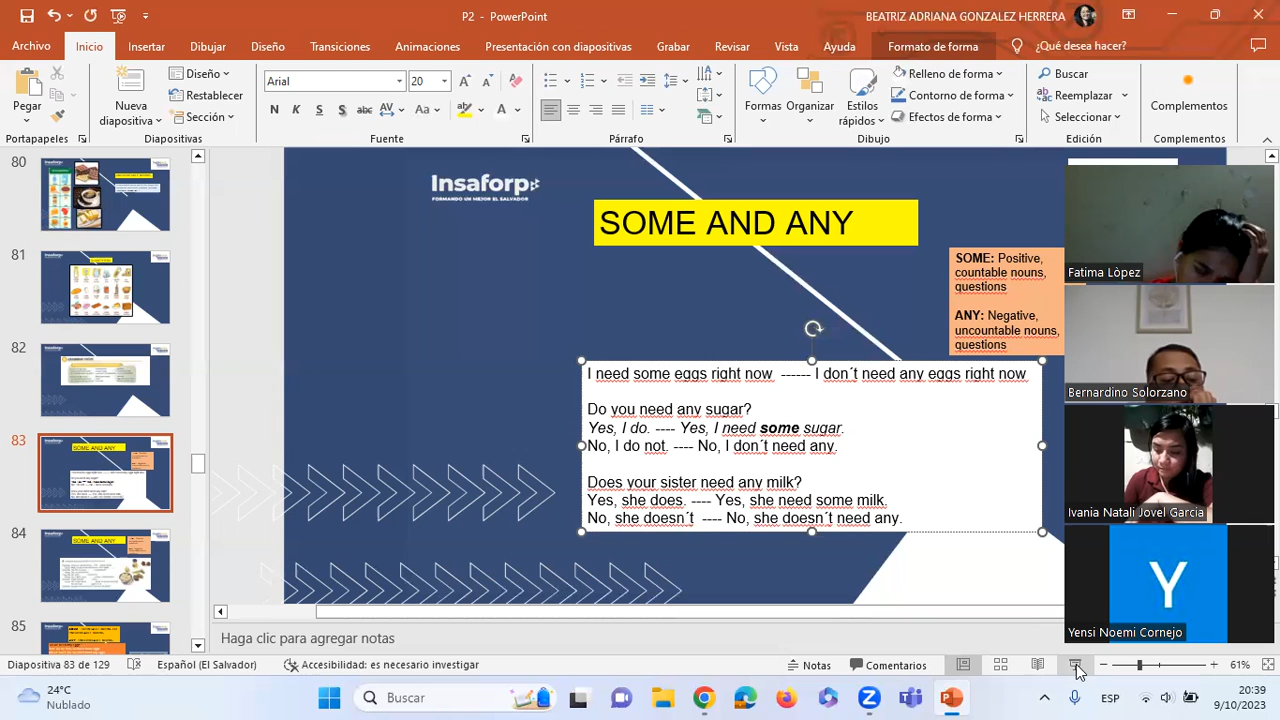 P2 - PowerPoint
BEATRIZ ADRIANA GONZALEZ HERRERA
Archivo Inicio Insertar Dibujar Diseño Transiciones Animaciones Presentación con diapositivas Grabar Revisar Vista Ayuda Formato de forma ¿Qué desea hacer?
Pegar
Portapapeles
Nueva diapositiva
Diseño
Restablecer
Sección
Diapositivas
Arial 20
N K S S abc AV Aa A
Fuente
Párrafo
Formas
Organizar
Estilos rápidos
Relleno de forma
Contorno de forma
Efectos de forma
Dibujo
Buscar
Reemplazar
Seleccionar
Edición
Complementos
Complementos
80
81
82
83
SOME AND ANY
84
SOME AND ANY
85
Insaforp
FORMANDO UN MEJOR EL SALVADOR
SOME AND ANY
SOME: Positive,
countable nouns,
questions
ANY: Negative,
uncountable nouns,
questions
I need some eggs right now ------ I don´t need any eggs right now
Do you need any sugar?
Yes, I do. ---- Yes, I need some sugar.
No, I do not. ---- No, I don´t need any.
Does your sister need any milk?
Yes, she does. ---- Yes, she need some milk.
No, she doesn´t ---- No, she doesn´t need any.
Fatima Lòpez
Bernardino Solorzano
Ivania Natali Jovel Garcia
Y
Yensi Noemi Cornejo
Haga clic para agregar notas
Diapositiva 83 de 129 Español (El Salvador) Accesibilidad: es necesario investigar Notas Comentarios 61%
24°C
Nublado
Buscar
ESP
20:39
9/10/2023